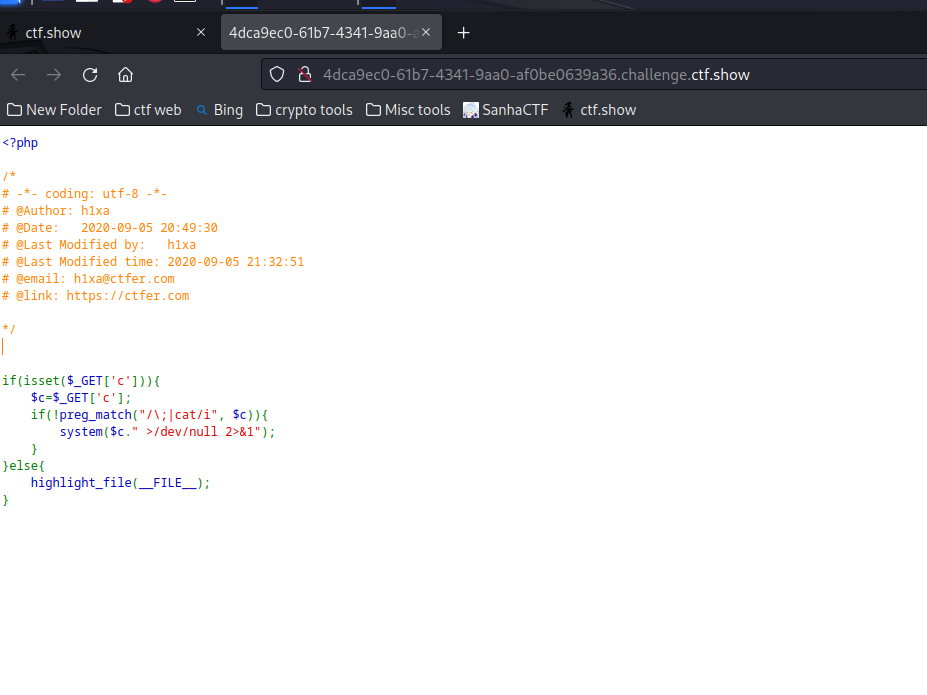 ctf.show
4dca9ec0-61b7-4341-9aa0-a
4dca9ec0-61b7-4341-9aa0-af0be0639a36.challenge.ctf.show
New Folder ctf web Bing crypto tools Misc tools SanhaCTF ctf.show
<?php
/*
# -*- coding: utf-8 -*-
# @Author: h1xa
# @Date:   2020-09-05 20:49:30
# @Last Modified by:   h1xa
# @Last Modified time: 2020-09-05 21:32:51
# @email: h1xa@ctfer.com
# @link: https://ctfer.com
*/
if(isset($_GET['c'])){
    $c=$_GET['c'];
    if(!preg_match("/\;|cat/i", $c)){
        system($c." >/dev/null 2>&1");
    }
}else{
    highlight_file(__FILE__);
}